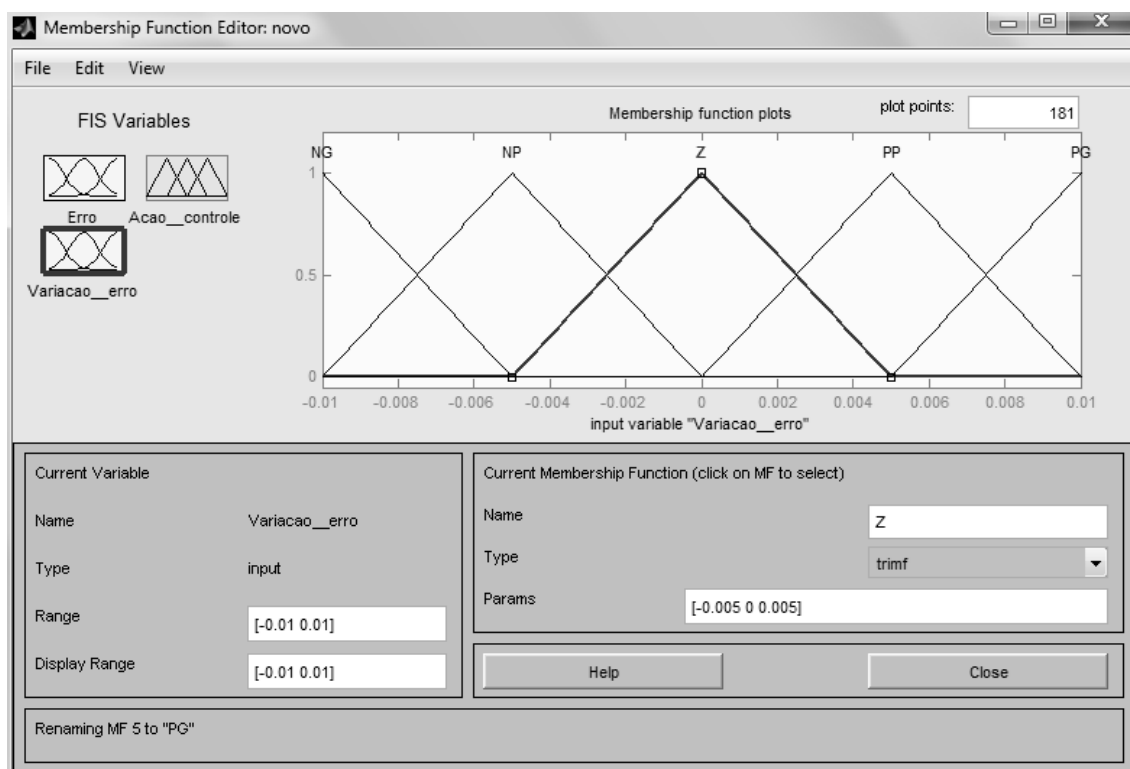 Membership Function Editor: novo
File Edit View
FIS Variables
Erro
Acao__controle
Variacao__erro
Membership function plots
plot points:
181
NG NP Z PP PG
1
0.5
0
-0.01 -0.008 -0.006 -0.004 -0.002 0 0.002 0.004 0.006 0.008 0.01
input variable "Variacao__erro"
Current Variable
Name Variacao__erro
Type input
Range [-0.01 0.01]
Display Range [-0.01 0.01]
Current Membership Function (click on MF to select)
Name Z
Type trimf
Params [-0.005 0 0.005]
Help Close
Renaming MF 5 to "PG"